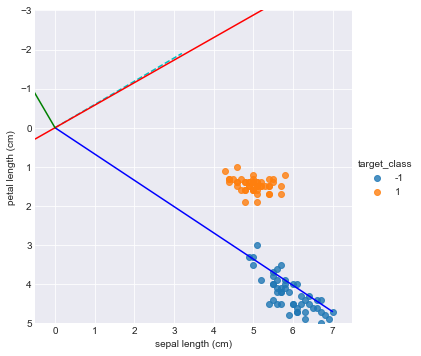 −3
−2
−1
0
1
2
3
4
5
0 1 2 3 4 5 6 7
petal length (cm)
sepal length (cm)
target_class
-1
1